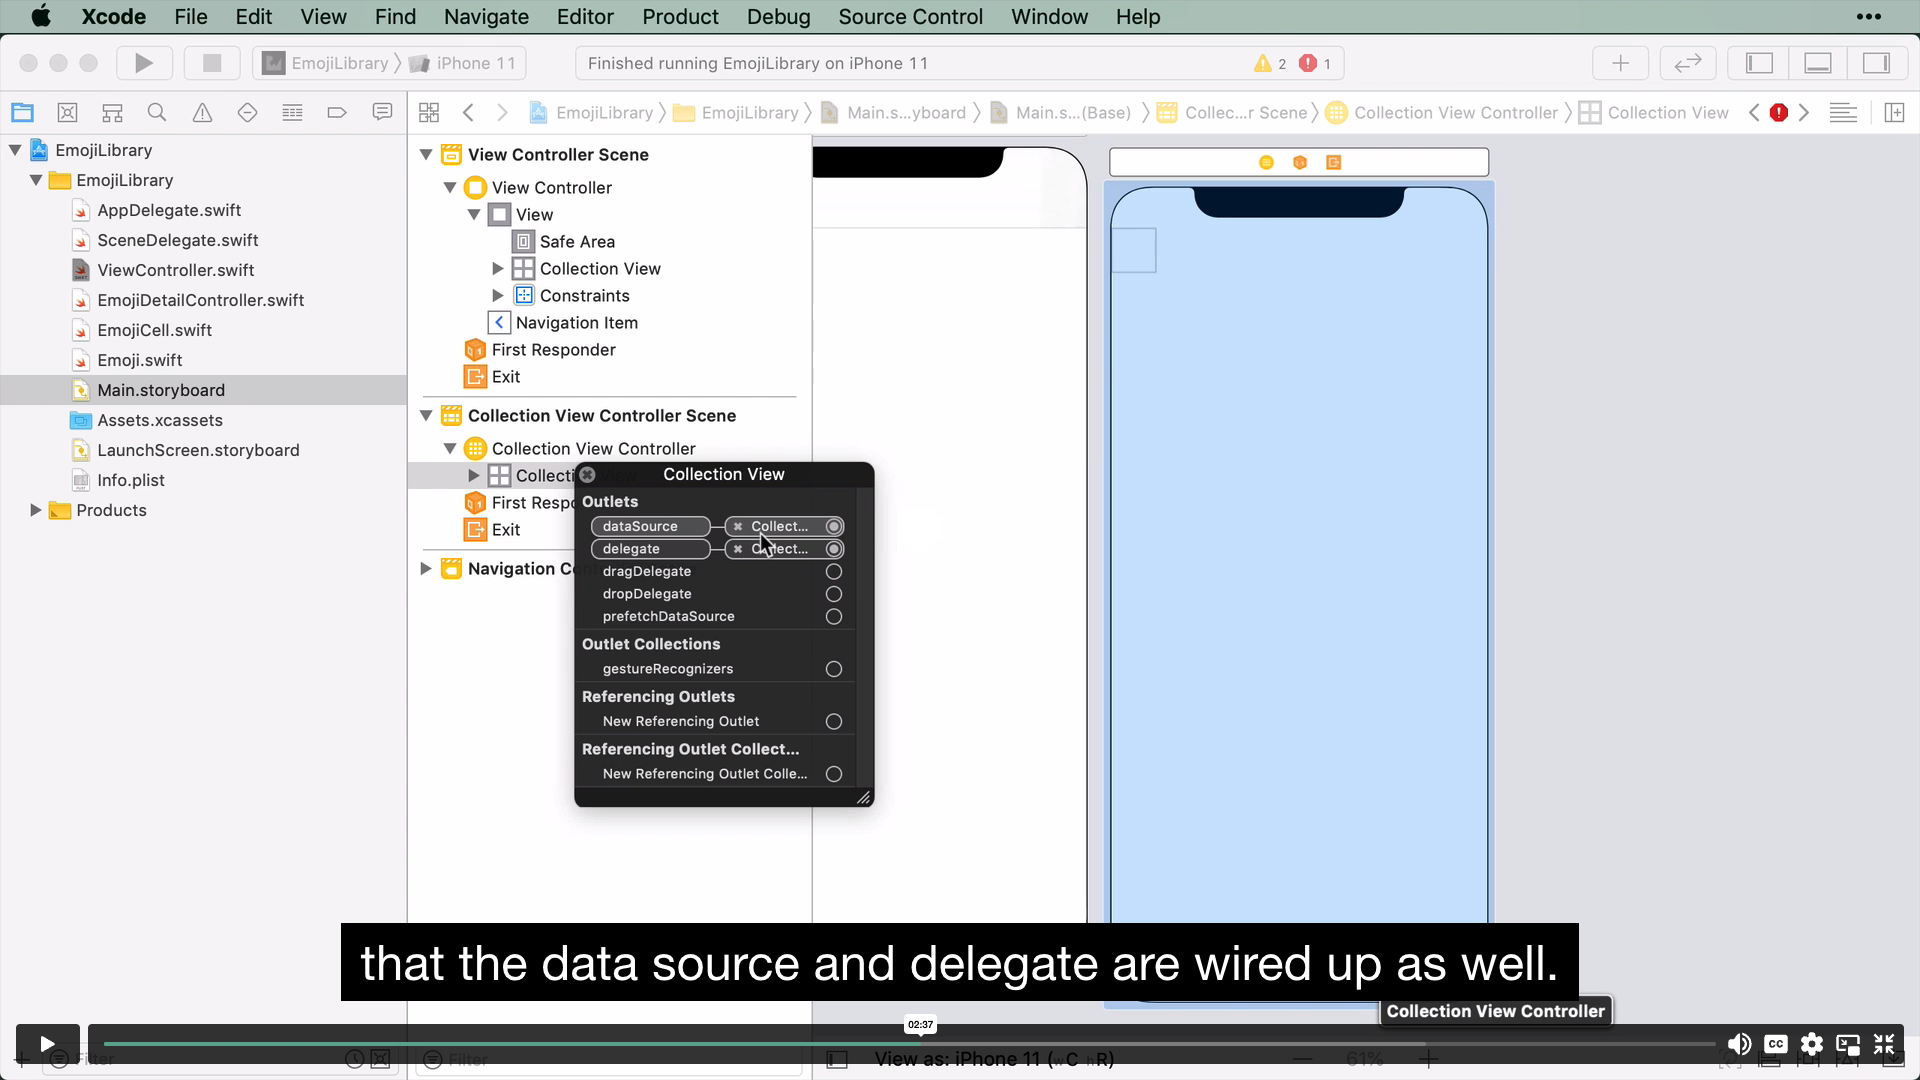 Xcode File Edit View Find Navigate Editor Product Debug Source Control Window Help
EmojiLibrary iPhone 11
Finished running EmojiLibrary on iPhone 11
2 1
EmojiLibrary EmojiLibrary Main.s...yboard Main.s...(Base) Collec...r Scene Collection View Controller Collection View
EmojiLibrary
EmojiLibrary
AppDelegate.swift
SceneDelegate.swift
ViewController.swift
EmojiDetailController.swift
EmojiCell.swift
Emoji.swift
Main.storyboard
Assets.xcassets
LaunchScreen.storyboard
Info.plist
Products
View Controller Scene
View Controller
View
Safe Area
Collection View
Constraints
Navigation Item
First Responder
Exit
Collection View Controller Scene
Collection View Controller
First
Exit
Navigation
Collection View
Outlets
dataSource Collect...
delegate
dragDelegate
dropDelegate
prefetchDataSource
Outlet Collections
gestureRecognizers
Referencing Outlets
New Referencing Outlet
Referencing Outlet Collect...
New Referencing Outlet Colle...
that the data source and delegate are wired up as well.
Collection View Controller
02:37
CC
Filter
Filter
View as: iPhone 11 (wC hR)
61%